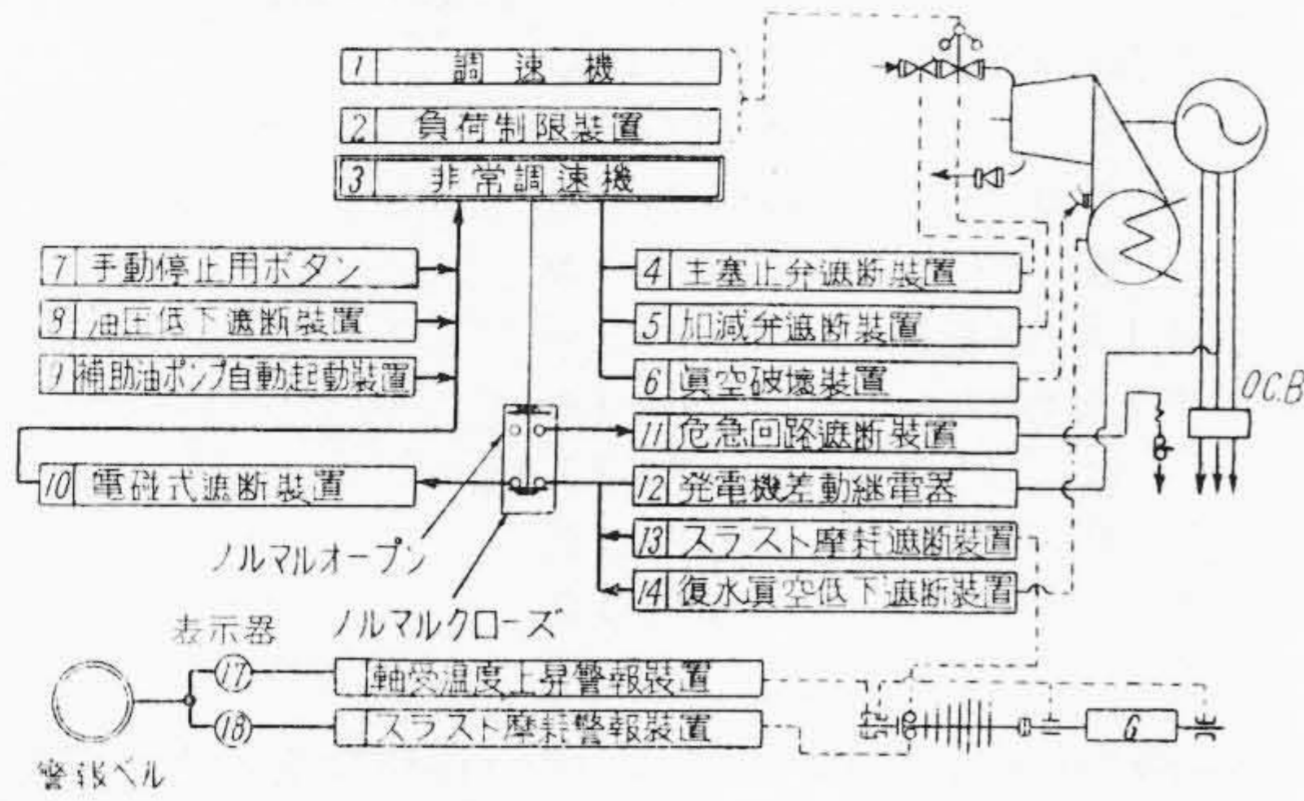 1 調速機
2 負荷制限装置
3 非常調速機
7 手動停止用ボタン
8 油圧低下遮断装置
9 補助油ポンプ自動起動装置
10 電磁式遮断装置
4 主塞止弁遮断装置
5 加減弁遮断装置
6 眞空破壊装置
11 危急回路遮断装置
12 発電機差動継電器
13 スラスト摩耗遮断装置
14 復水眞空低下遮断装置
O.C.B
ノルマルオープン
ノルマルクローズ
表示器
17 軸受温度上昇警報装置
18 スラスト摩耗警報装置
警報ベル
G